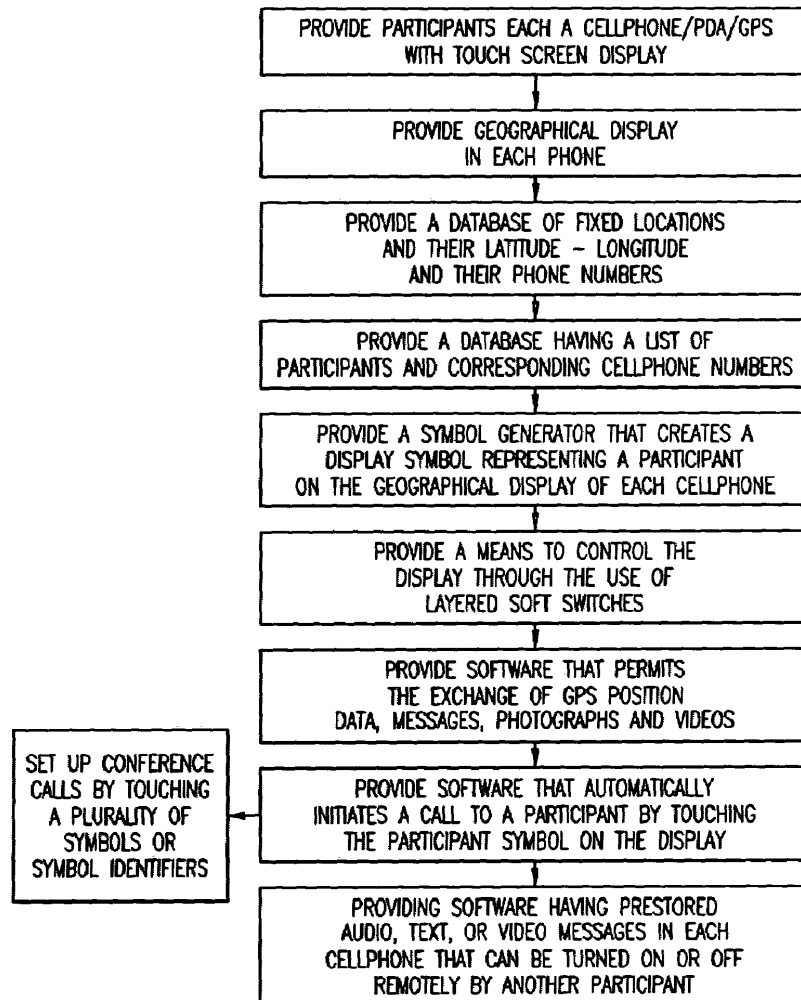 PROVIDE PARTICIPANTS EACH A CELLPHONE/PDA/GPS
WITH TOUCH SCREEN DISPLAY
PROVIDE GEOGRAPHICAL DISPLAY
IN EACH PHONE
PROVIDE A DATABASE OF FIXED LOCATIONS
AND THEIR LATITUDE - LONGITUDE
AND THEIR PHONE NUMBERS
PROVIDE A DATABASE HAVING A LIST OF
PARTICIPANTS AND CORRESPONDING CELLPHONE NUMBERS
PROVIDE A SYMBOL GENERATOR THAT CREATES A
DISPLAY SYMBOL REPRESENTING A PARTICIPANT
ON THE GEOGRAPHICAL DISPLAY OF EACH CELLPHONE
PROVIDE A MEANS TO CONTROL THE
DISPLAY THROUGH THE USE OF
LAYERED SOFT SWITCHES
PROVIDE SOFTWARE THAT PERMITS
THE EXCHANGE OF GPS POSITION
DATA, MESSAGES, PHOTOGRAPHS AND VIDEOS
PROVIDE SOFTWARE THAT AUTOMATICALLY
INITIATES A CALL TO A PARTICIPANT BY TOUCHING
THE PARTICIPANT SYMBOL ON THE DISPLAY
SET UP CONFERENCE
CALLS BY TOUCHING
A PLURALITY OF
SYMBOLS OR
SYMBOL IDENTIFIERS
PROVIDING SOFTWARE HAVING PRESTORED
AUDIO, TEXT, OR VIDEO MESSAGES IN EACH
CELLPHONE THAT CAN BE TURNED ON OR OFF
REMOTELY BY ANOTHER PARTICIPANT